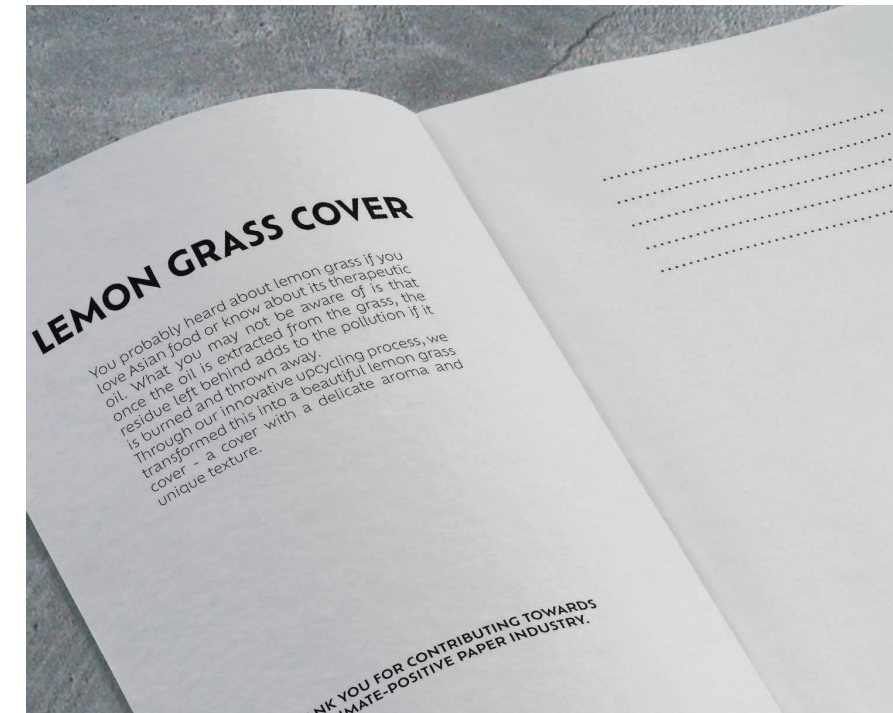 LEMON GRASS COVER
You probably heard about lemon grass if you
love Asian food or know about its therapeutic
oil. What you may not be aware of is that
once the oil is extracted from the grass, the
residue left behind adds to the pollution if it
is burned and thrown away.
Through our innovative upcycling process, we
transformed this into a beautiful lemon grass
cover - a cover with a delicate aroma and
unique texture.
NK YOU FOR CONTRIBUTING TOWARDS
IMATE-POSITIVE PAPER INDUSTRY.